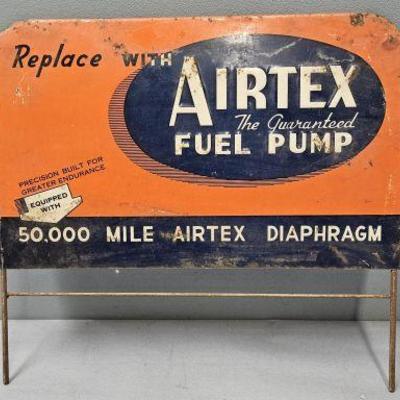 Replace WITH
AIRTEX
The Guaranteed
FUEL PUMP
PRECISION BUILT FOR
GREATER ENDURANCE
EQUIPPED
WITH
50,000 MILE AIRTEX DIAPHRAGM